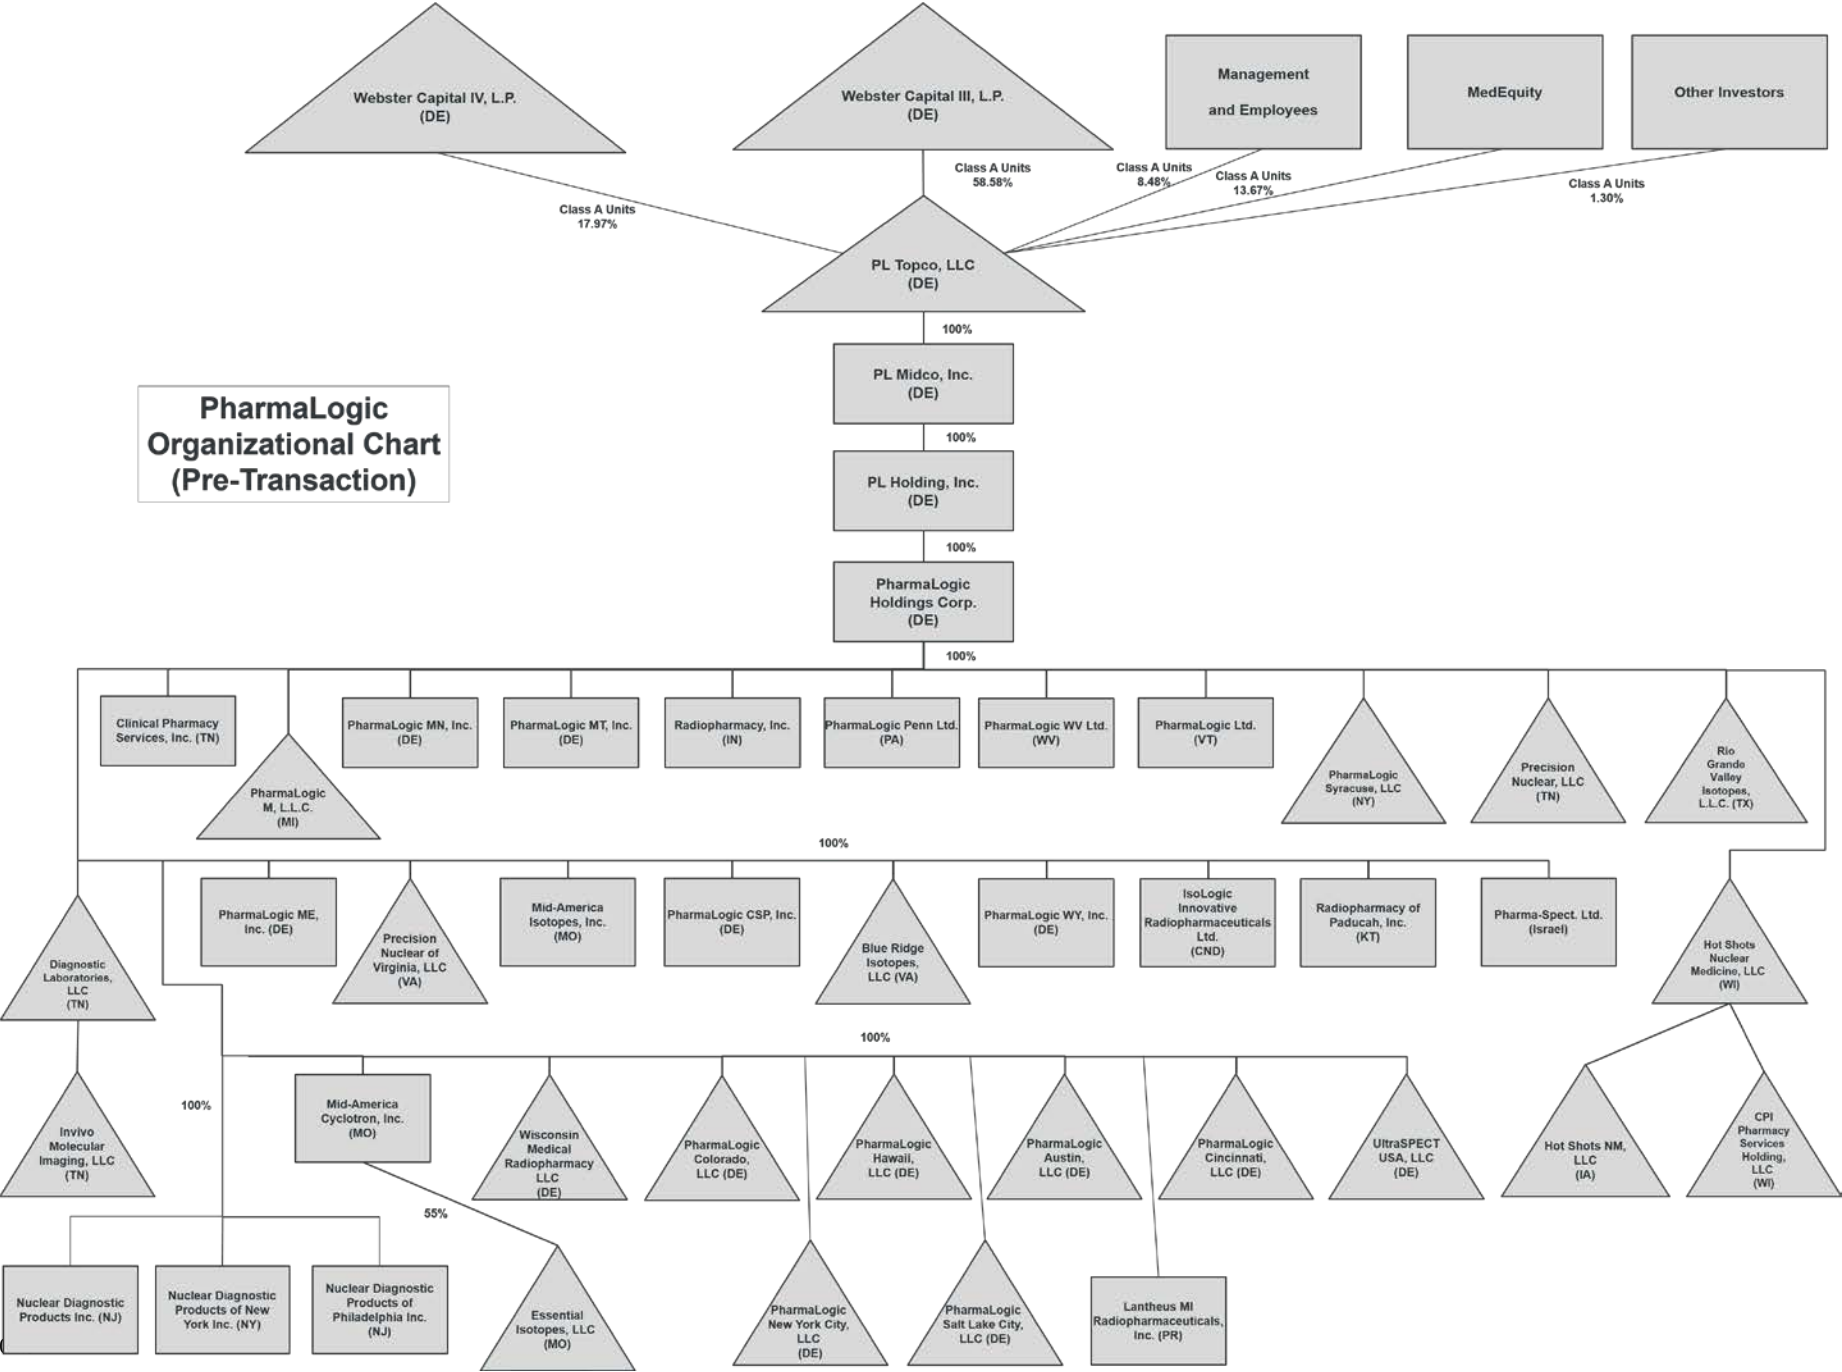 Webster Capital IV, L.P.
(DE)
Webster Capital III, L.P.
(DE)
Management
and Employees
MedEquity
Other Investors
Class A Units
17.97%
Class A Units
58.58%
Class A Units
8.48%
Class A Units
13.67%
Class A Units
1.30%
PL Topco, LLC
(DE)
100%
PL Midco, Inc.
(DE)
100%
PharmaLogic
Organizational Chart
(Pre-Transaction)
PL Holding, Inc.
(DE)
100%
PharmaLogic
Holdings Corp.
(DE)
100%
Clinical Pharmacy
Services, Inc. (TN)
PharmaLogic
M, L.L.C.
(MI)
PharmaLogic MN, Inc.
(DE)
PharmaLogic MT, Inc.
(DE)
Radiopharmacy, Inc.
(IN)
PharmaLogic Penn Ltd.
(PA)
PharmaLogic WV Ltd.
(WV)
PharmaLogic Ltd.
(VT)
PharmaLogic
Syracuse, LLC
(NY)
Precision
Nuclear, LLC
(TN)
Rio
Grande
Valley
Isotopes,
L.L.C. (TX)
100%
Diagnostic
Laboratories,
LLC
(TN)
PharmaLogic ME,
Inc. (DE)
Precision
Nuclear of
Virginia, LLC
(VA)
Mid-America
Isotopes, Inc.
(MO)
PharmaLogic CSP, Inc.
(DE)
Blue Ridge
Isotopes,
LLC (VA)
PharmaLogic WY, Inc.
(DE)
IsoLogic
Innovative
Radiopharmaceuticals
Ltd.
(CND)
Radiopharmacy of
Paducah, Inc.
(KT)
Pharma-Spect. Ltd.
(Israel)
Hot Shots
Nuclear
Medicine, LLC
(WI)
100%
100%
Invivo
Molecular
Imaging, LLC
(TN)
Mid-America
Cyclotron, Inc.
(MO)
Wisconsin
Medical
Radiopharmacy
LLC
(DE)
PharmaLogic
Colorado,
LLC (DE)
PharmaLogic
Hawaii,
LLC (DE)
PharmaLogic
Austin,
LLC (DE)
PharmaLogic
Cincinnati,
LLC (DE)
UltraSPECT
USA, LLC
(DE)
Hot Shots NM,
LLC
(IA)
CPI
Pharmacy
Services
Holding,
LLC
(WI)
55%
Nuclear Diagnostic
Products Inc. (NJ)
Nuclear Diagnostic
Products of New
York Inc. (NY)
Nuclear Diagnostic
Products of
Philadelphia Inc.
(NJ)
Essential
Isotopes, LLC
(MO)
PharmaLogic
New York City,
LLC
(DE)
PharmaLogic
Salt Lake City,
LLC (DE)
Lantheus MI
Radiopharmaceuticals,
Inc. (PR)